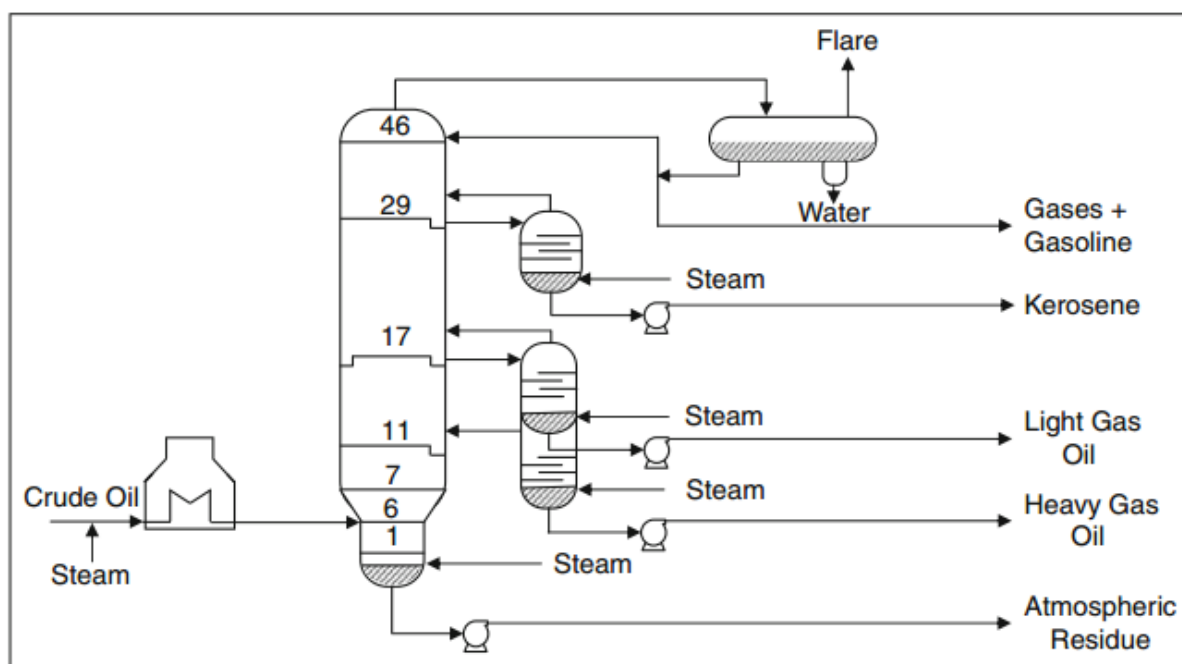 Flare
46
29
Water
Gases +
Gasoline
Steam
Kerosene
17
Steam
Light Gas
Oil
11
7
Steam
Crude Oil
6
Heavy Gas
Oil
1
Steam
Steam
Atmospheric
Residue